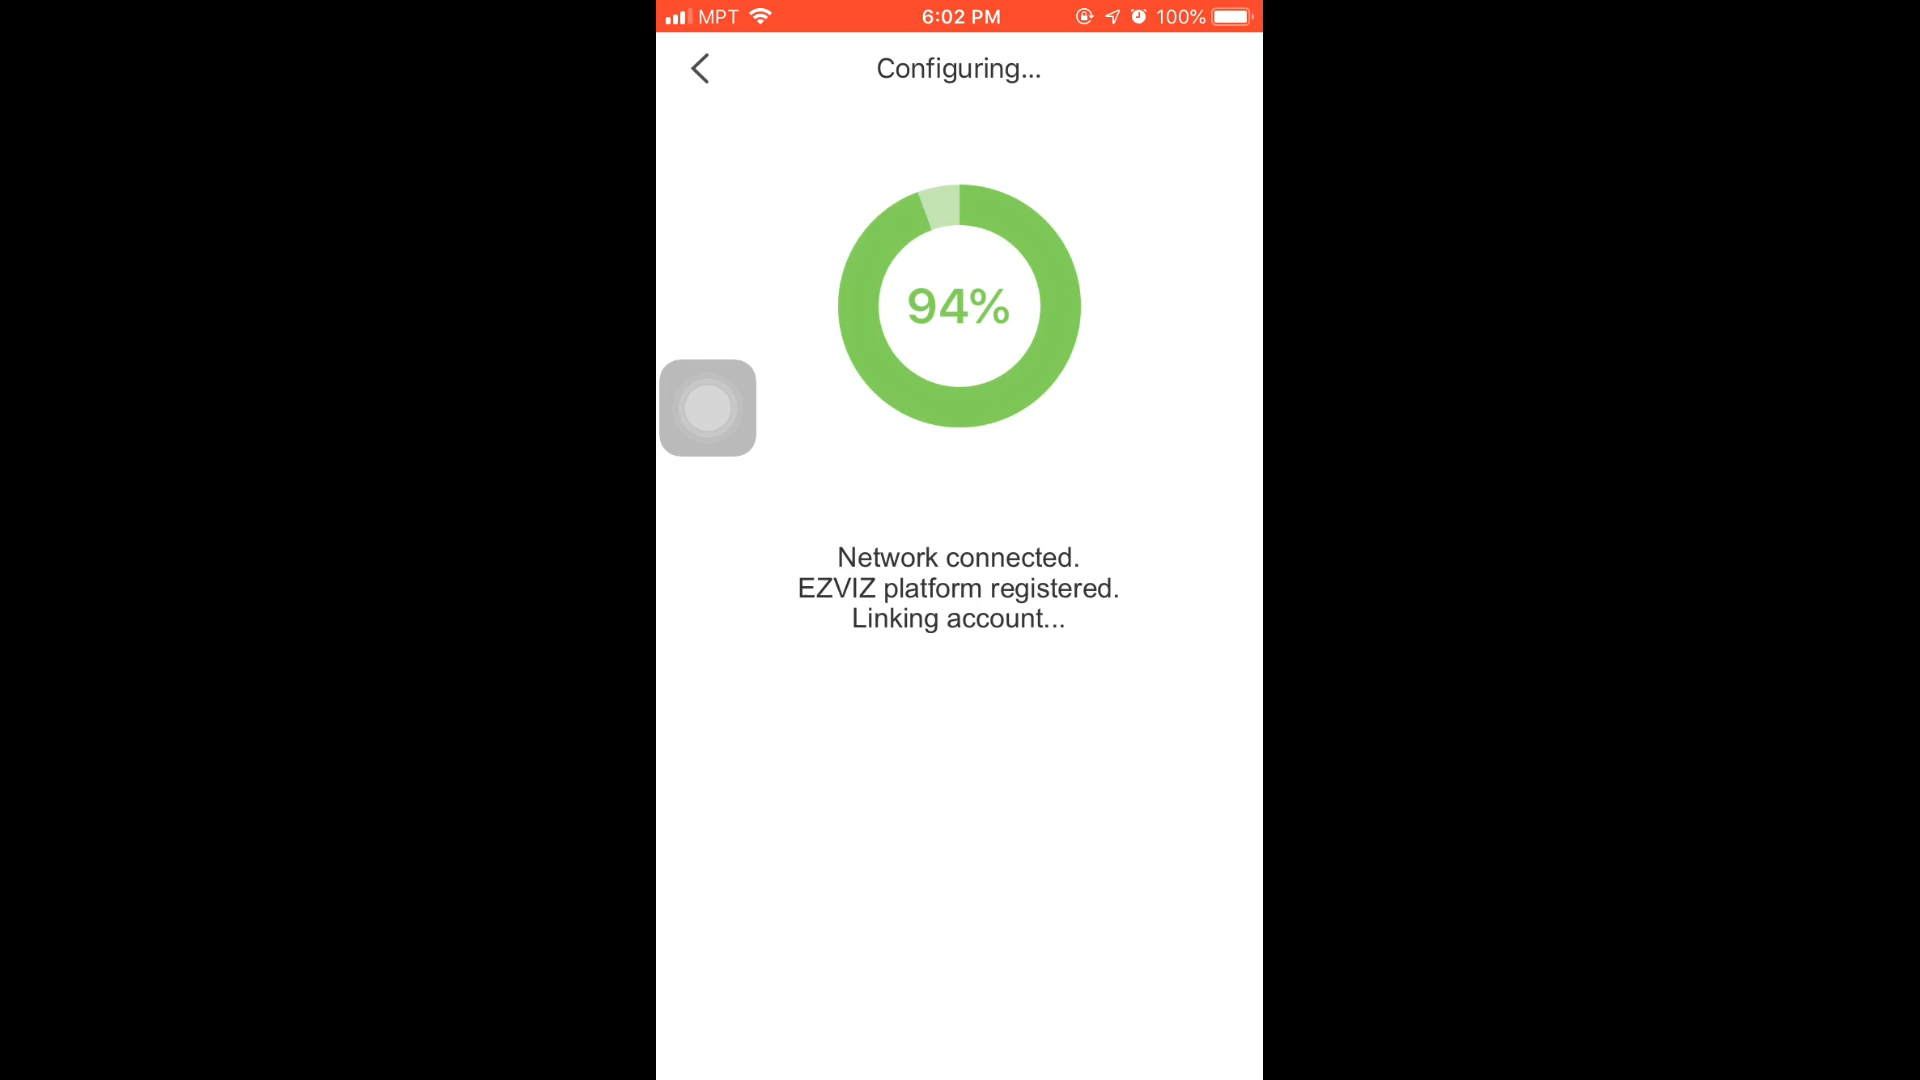 MPT 6:02 PM 100%
Configuring...
94%
Network connected.
EZVIZ platform registered.
Linking account...